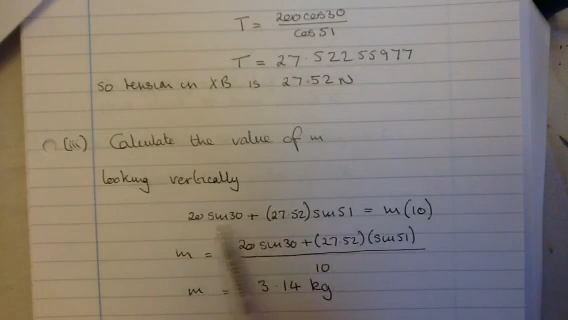 T = 20cos30 / cos51
T = 27.52255977
so tension in XB is 27.52N
(iii) Calculate the value of m
looking vertically
20 sin30 + (27.52) sin51 = m(10)
m = 20 sin30 + (27.52)(sin51) / 10
m = 3.14 kg